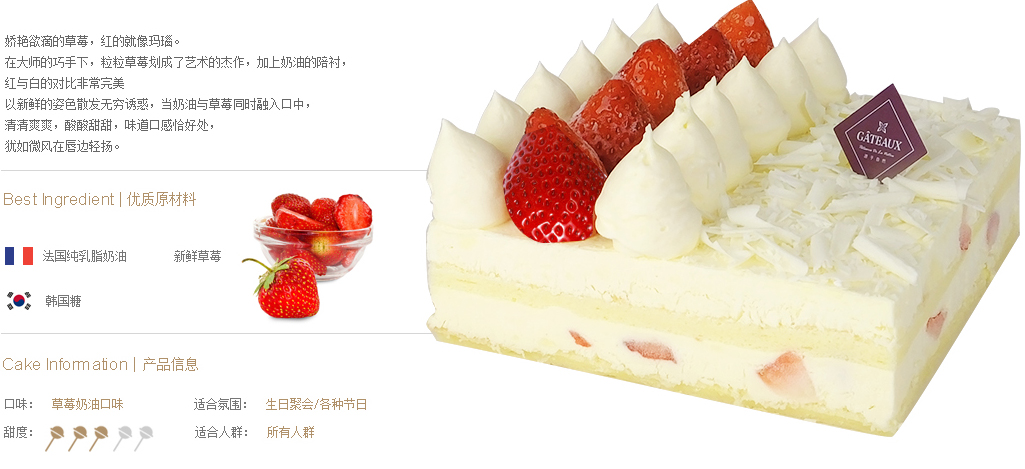 娇艳欲滴的草莓，红的就像玛瑙。
在大师的巧手下，粒粒草莓划成了艺术的杰作，加上奶油的陪衬，
红与白的对比非常完美
以新鲜的姿色散发无穷诱惑，当奶油与草莓同时融入口中，
清清爽爽，酸酸甜甜，味道口感恰好处，
犹如微风在唇边轻扬。
Best Ingredient | 优质原材料
法国纯乳脂奶油 新鲜草莓
韩国糖
Cake Information | 产品信息
口味： 草莓奶油口味 适合氛围： 生日聚会/各种节日
甜度： 适合人群： 所有人群
GÂTEAUX